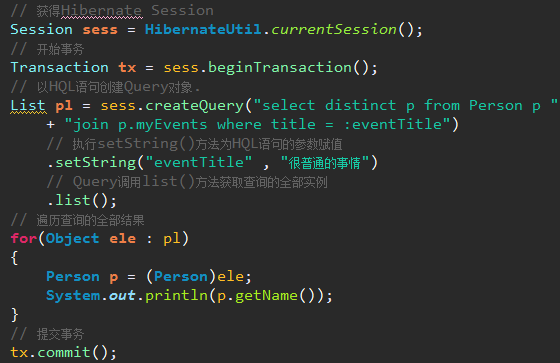 // 获得Hibernate Session
Session sess = HibernateUtil.currentSession();
// 开始事务
Transaction tx = sess.beginTransaction();
// 以HQL语句创建Query对象.
List pl = sess.createQuery("select distinct p from Person p "
+ "join p.myEvents where title = :eventTitle")
// 执行setString()方法为HQL语句的参数赋值
.setString("eventTitle" , "很普通的事情")
// Query调用list()方法获取查询的全部实例
.list();
// 遍历查询的全部结果
for(Object ele : pl)
{
Person p = (Person)ele;
System.out.println(p.getName());
}
// 提交事务
tx.commit();